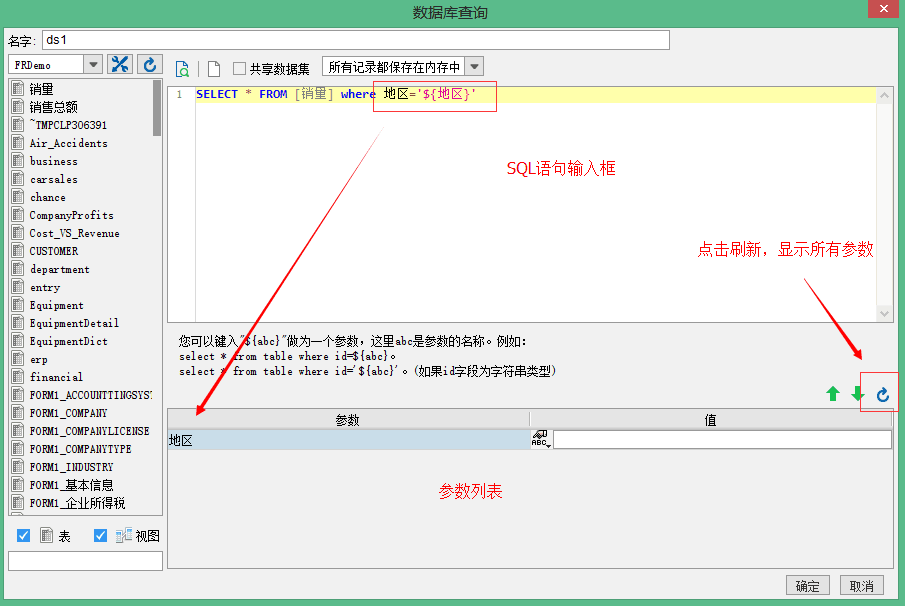 数据库查询
名字: ds1
FRDemo
共享数据集 所有记录都保存在内存中
1 SELECT * FROM [销量] where 地区='${地区}'
SQL语句输入框
点击刷新，显示所有参数
销量
销售总额
~TMPCLP306391
Air_Accidents
business
carsales
chance
CompanyProfits
Cost_VS_Revenue
CUSTOMER
department
entry
Equipment
EquipmentDetail
EquipmentDict
erp
financial
FORM1_ACCOUNTTINGSYS
FORM1_COMPANY
FORM1_COMPANYLICENSE
FORM1_COMPANYTYPE
FORM1_INDUSTRY
FORM1_基本信息
FORM1_企业所得税
表 视图
您可以键入"${abc}"做为一个参数，这里abc是参数的名称。例如:
select * from table where id=${abc}。
select * from table where id='${abc}'。(如果id字段为字符串类型)
参数 值
地区 ABC
参数列表
确定 取消